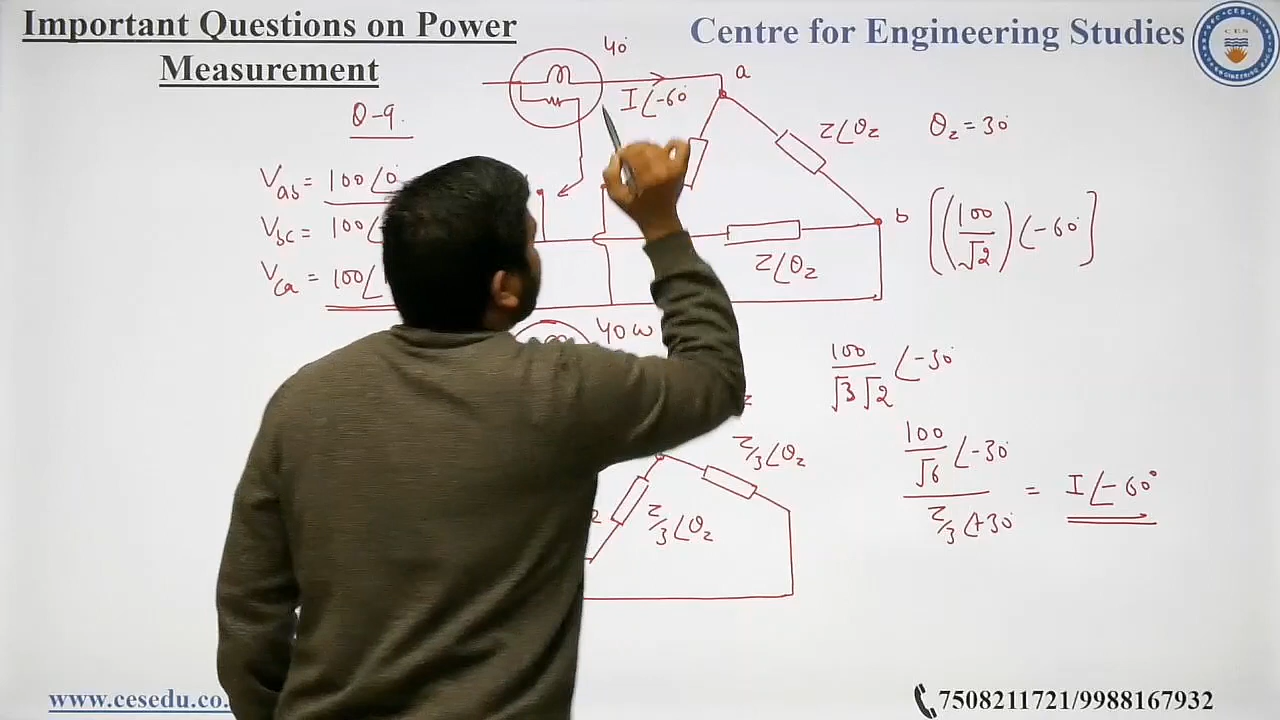 Important Questions on Power
Measurement
Centre for Engineering Studies
CES
Q-9.
40°
a
I∠-60°
Z∠θz
θz = 30°
Vab = 100∠0°
Vbc = 100∠
Vca = 100∠
b
[(100/√2)∠-60°]
Z∠θz
40 W
100/√3√2 ∠-30°
Z/3∠θz
Z/3∠θz
100/√6 ∠-30° / Z/3∠+30° = I∠-60°
www.cesedu.co.
7508211721/9988167932